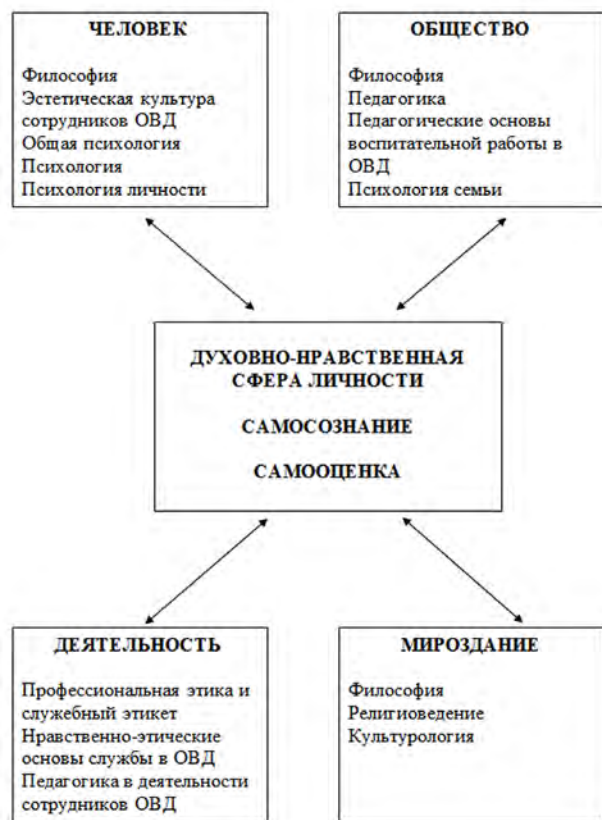 ЧЕЛОВЕК
Философия
Эстетическая культура
сотрудников ОВД
Общая психология
Психология
Психология личности
ОБЩЕСТВО
Философия
Педагогика
Педагогические основы
воспитательной работы в
ОВД
Психология семьи
ДУХОВНО-НРАВСТВЕННАЯ
СФЕРА ЛИЧНОСТИ
САМОСОЗНАНИЕ
САМООЦЕНКА
ДЕЯТЕЛЬНОСТЬ
Профессиональная этика и
служебный этикет
Нравственно-этические
основы службы в ОВД
Педагогика в деятельности
сотрудников ОВД
МИРОЗДАНИЕ
Философия
Религиоведение
Культурология